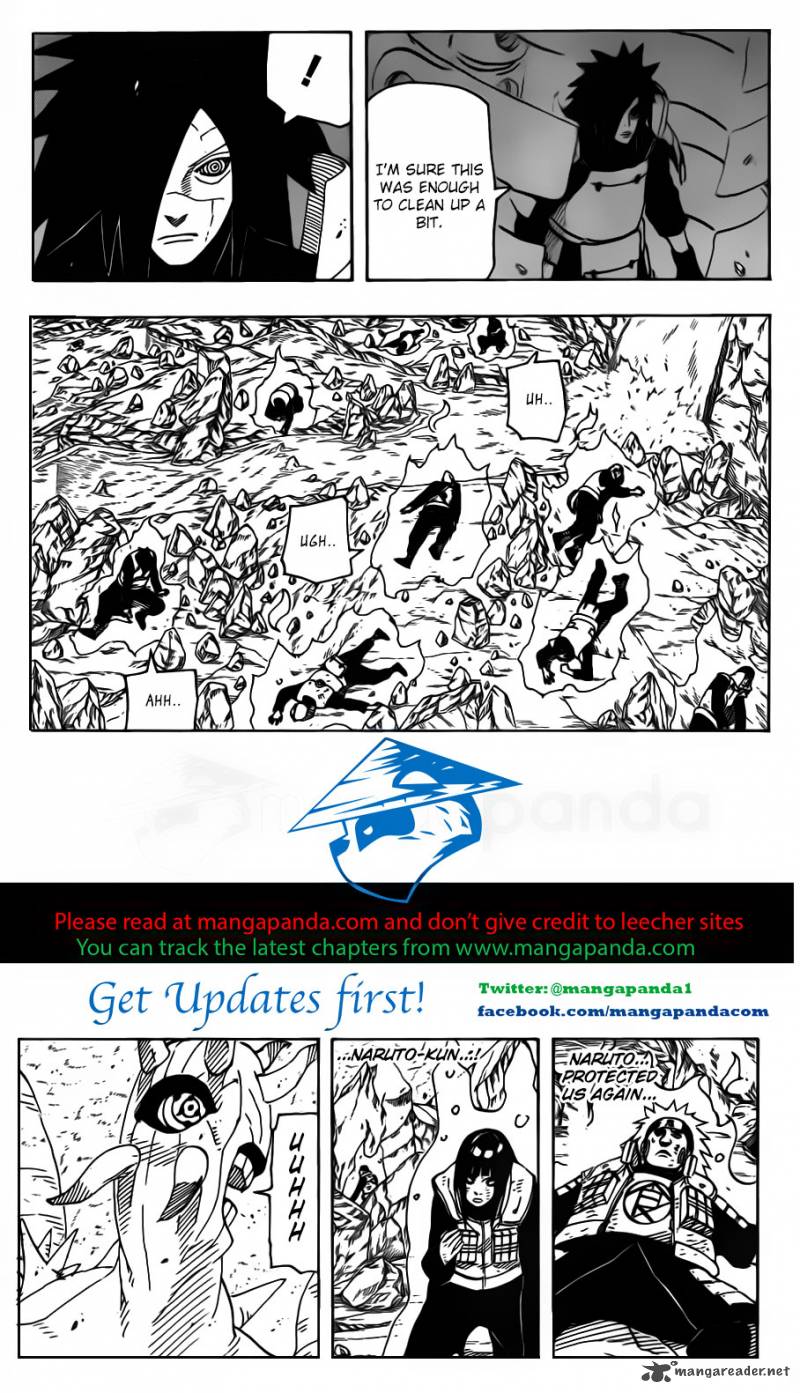 I'M SURE THIS
WAS ENOUGH
TO CLEAN UP A
BIT.
!
UH..
UGH..
AHH..
mangapanda
Please read at mangapanda.com and don't give credit to leecher sites
You can track the latest chapters from www.mangapanda.com
Get Updates first!
Twitter: @mangapanda1
facebook.com/mangapandacom
NARUTO...
PROTECTED
US AGAIN...
...NARUTO-KUN...!
UUHHHH
mangareader.net